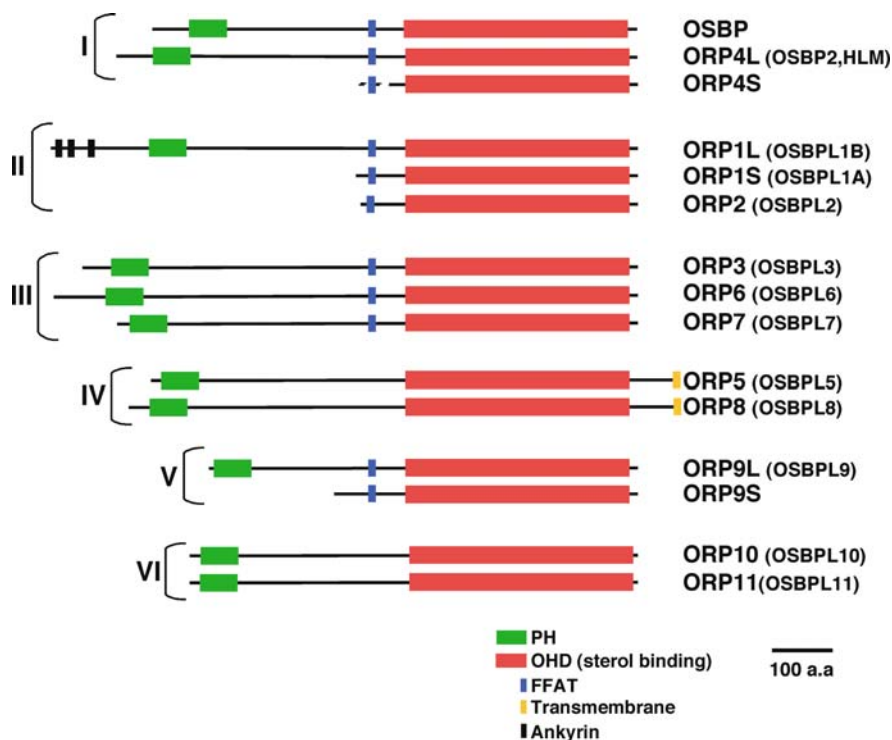 I
OSBP
ORP4L (OSBP2,HLM)
ORP4S
II
ORP1L (OSBPL1B)
ORP1S (OSBPL1A)
ORP2 (OSBPL2)
III
ORP3 (OSBPL3)
ORP6 (OSBPL6)
ORP7 (OSBPL7)
IV
ORP5 (OSBPL5)
ORP8 (OSBPL8)
V
ORP9L (OSBPL9)
ORP9S
VI
ORP10 (OSBPL10)
ORP11(OSBPL11)
PH
OHD (sterol binding)
FFAT
Transmembrane
Ankyrin
100 a.a